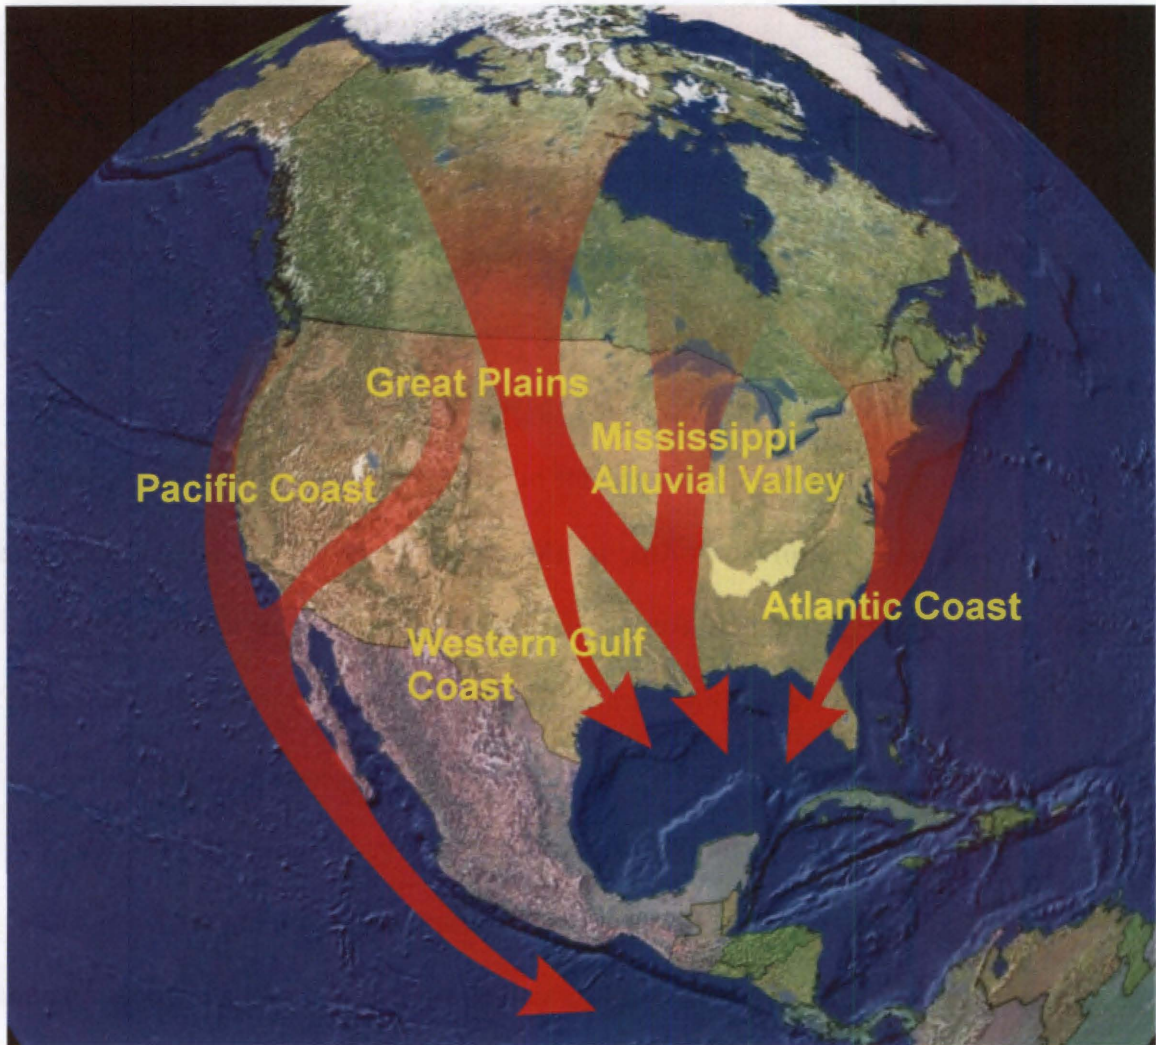 Great Plains
Mississippi
Alluvial Valley
Pacific Coast
Atlantic Coast
Western Gulf
Coast